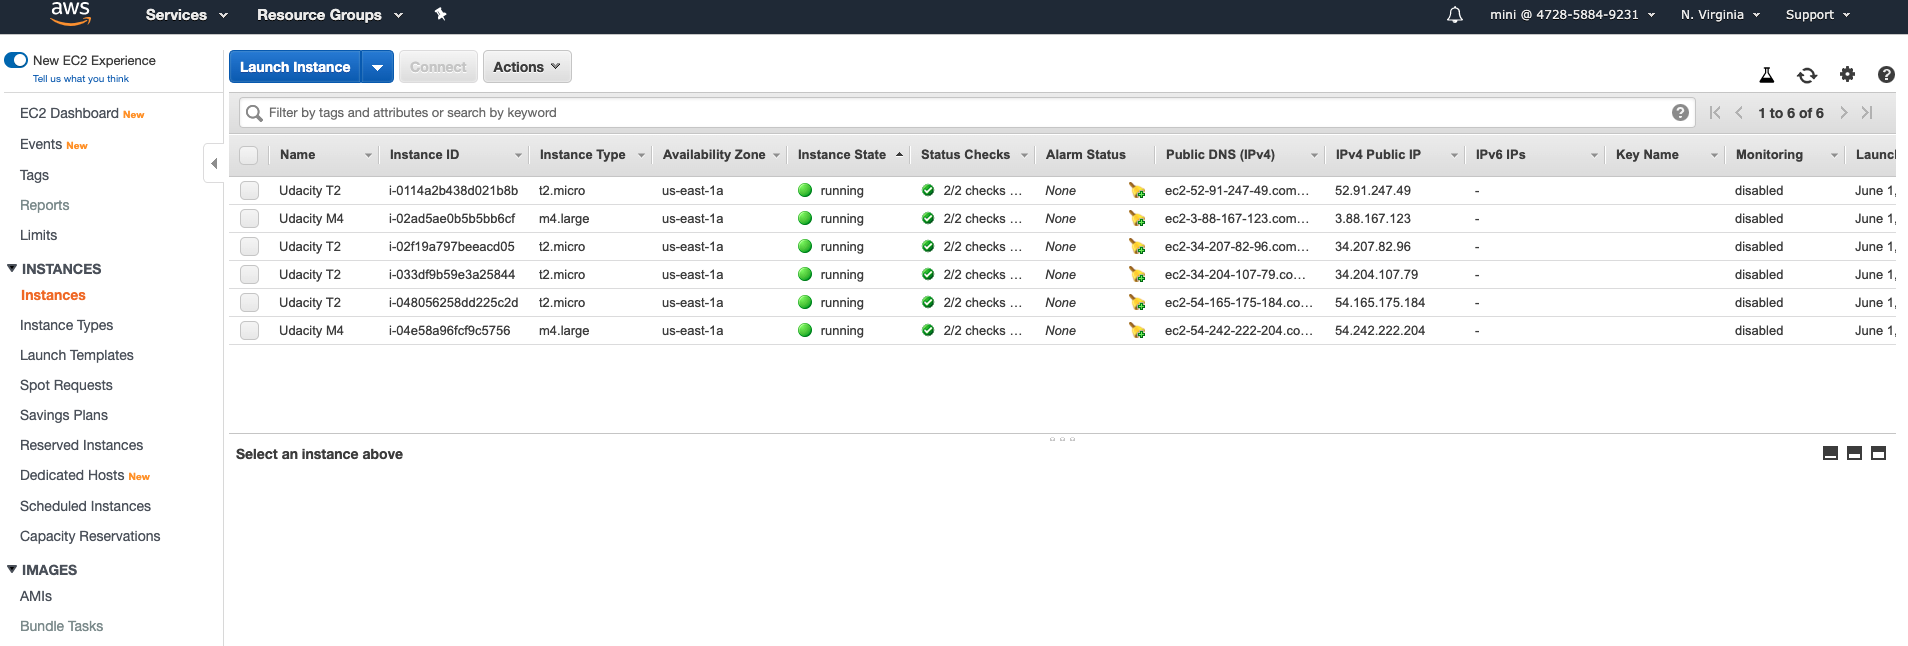 aws Services Resource Groups mini @ 4728-5884-9231 N. Virginia Support
New EC2 Experience
Tell us what you think
EC2 Dashboard New
Events New
Tags
Reports
Limits
INSTANCES
Instances
Instance Types
Launch Templates
Spot Requests
Savings Plans
Reserved Instances
Dedicated Hosts New
Scheduled Instances
Capacity Reservations
IMAGES
AMIs
Bundle Tasks
Launch Instance Connect Actions
Filter by tags and attributes or search by keyword 1 to 6 of 6
Name Instance ID Instance Type Availability Zone Instance State Status Checks Alarm Status Public DNS (IPv4) IPv4 Public IP IPv6 IPs Key Name Monitoring Launc
Udacity T2 i-0114a2b438d021b8b t2.micro us-east-1a running 2/2 checks ... None ec2-52-91-247-49.com... 52.91.247.49 - disabled June 1,
Udacity M4 i-02ad5ae0b5b5bb6cf m4.large us-east-1a running 2/2 checks ... None ec2-3-88-167-123.com... 3.88.167.123 - disabled June 1,
Udacity T2 i-02f19a797beeacd05 t2.micro us-east-1a running 2/2 checks ... None ec2-34-207-82-96.com... 34.207.82.96 - disabled June 1,
Udacity T2 i-033df9b59e3a25844 t2.micro us-east-1a running 2/2 checks ... None ec2-34-204-107-79.co... 34.204.107.79 - disabled June 1,
Udacity T2 i-048056258dd225c2d t2.micro us-east-1a running 2/2 checks ... None ec2-54-165-175-184.co... 54.165.175.184 - disabled June 1,
Udacity M4 i-04e58a96fcf9c5756 m4.large us-east-1a running 2/2 checks ... None ec2-54-242-222-204.co... 54.242.222.204 - disabled June 1,
Select an instance above